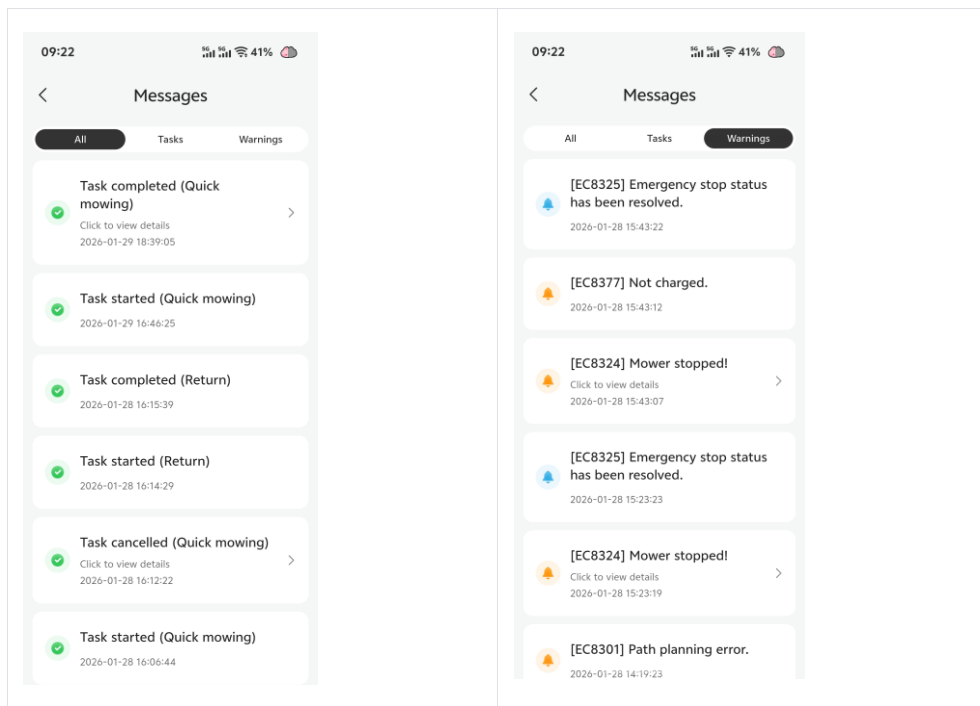 09:22
5G 5G 41%
Messages
All Tasks Warnings
Task completed (Quick
mowing)
Click to view details
2026-01-29 18:39:05
Task started (Quick mowing)
2026-01-29 16:46:25
Task completed (Return)
2026-01-28 16:15:39
Task started (Return)
2026-01-28 16:14:29
Task cancelled (Quick mowing)
Click to view details
2026-01-28 16:12:22
Task started (Quick mowing)
2026-01-28 16:06:44
09:22
5G 5G 41%
Messages
All Tasks Warnings
[EC8325] Emergency stop status
has been resolved.
2026-01-28 15:43:22
[EC8377] Not charged.
2026-01-28 15:43:12
[EC8324] Mower stopped!
Click to view details
2026-01-28 15:43:07
[EC8325] Emergency stop status
has been resolved.
2026-01-28 15:23:23
[EC8324] Mower stopped!
Click to view details
2026-01-28 15:23:19
[EC8301] Path planning error.
2026-01-28 14:19:23